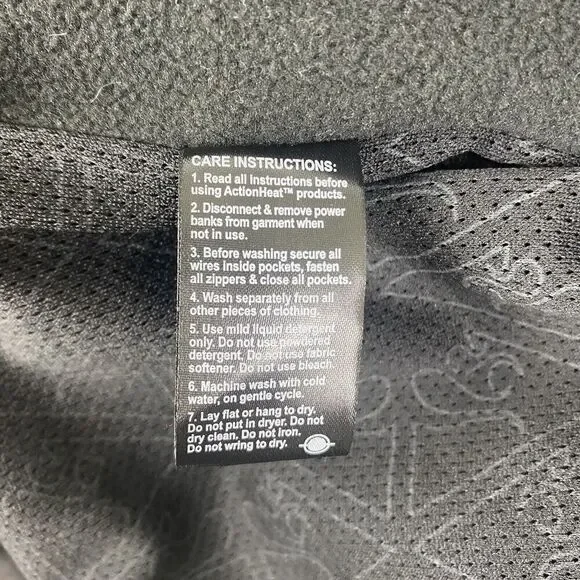 CARE INSTRUCTIONS:
1. Read all Instructions before
using ActionHeat™ products.
2. Disconnect & remove power
banks from garment when
not in use.
3. Before washing secure all
wires inside pockets, fasten
all zippers & close all pockets.
4. Wash separately from all
other pieces of clothing.
5. Use mild liquid detergent
only. Do not use powdered
detergent, Do not use fabric
softener. Do not use bleach.
6. Machine wash with cold
water, on gentle cycle.
7. Lay flat or hang to dry.
Do not put in dryer. Do not
dry clean. Do not iron.
Do not wring to dry.